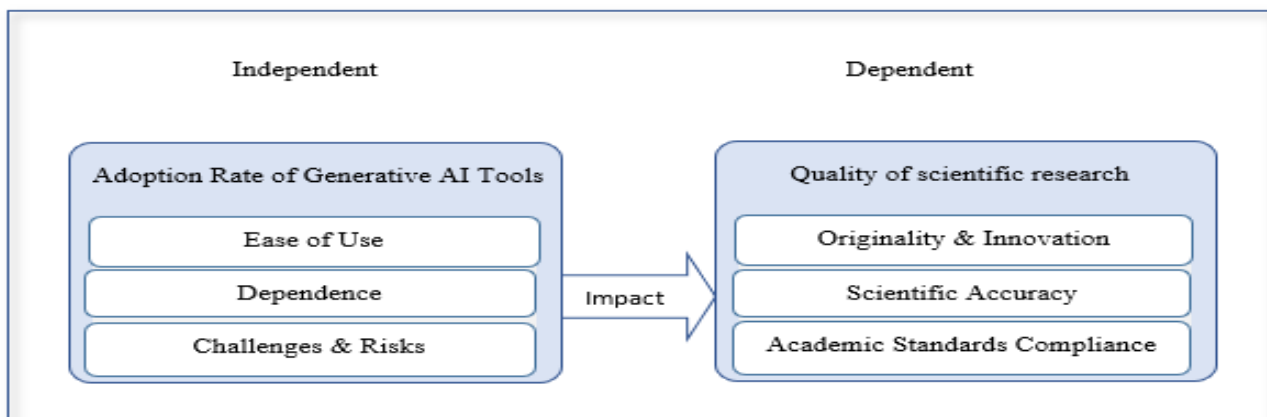 Independent
Dependent
Adoption Rate of Generative AI Tools
Ease of Use
Dependence
Challenges & Risks
Impact
Quality of scientific research
Originality & Innovation
Scientific Accuracy
Academic Standards Compliance